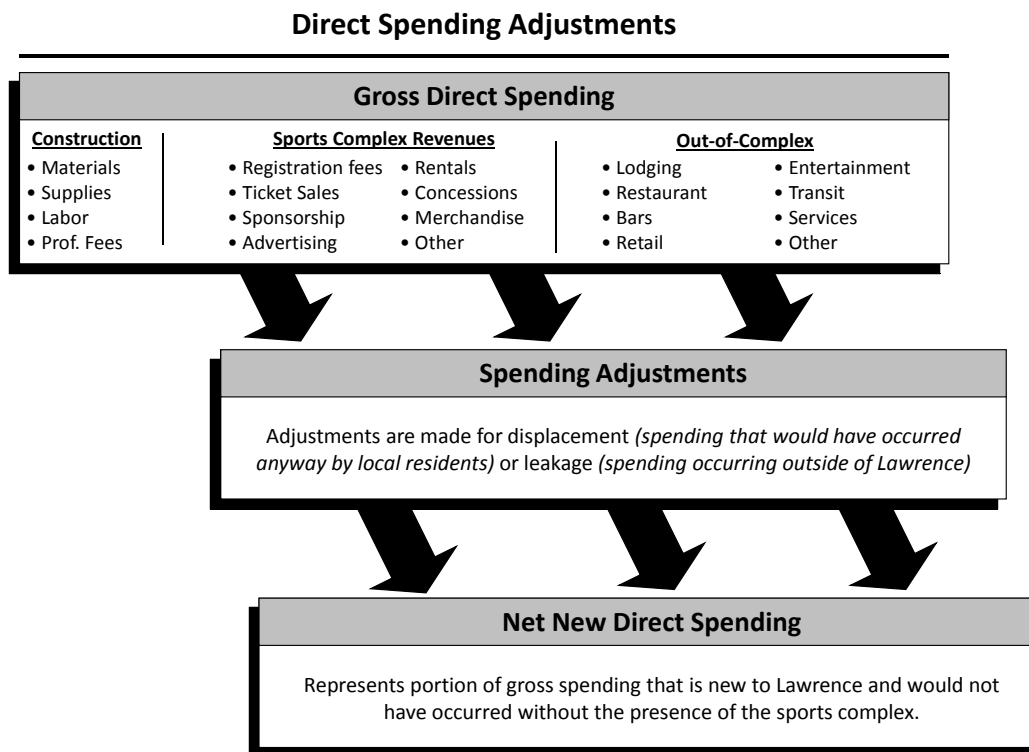 Direct Spending Adjustments
Gross Direct Spending
Construction
• Materials
• Supplies
• Labor
• Prof. Fees
Sports Complex Revenues
• Registration fees
• Ticket Sales
• Sponsorship
• Advertising
• Rentals
• Concessions
• Merchandise
• Other
Out-of-Complex
• Lodging
• Restaurant
• Bars
• Retail
• Entertainment
• Transit
• Services
• Other
Spending Adjustments
Adjustments are made for displacement (spending that would have occurred
anyway by local residents) or leakage (spending occurring outside of Lawrence)
Net New Direct Spending
Represents portion of gross spending that is new to Lawrence and would not
have occurred without the presence of the sports complex.